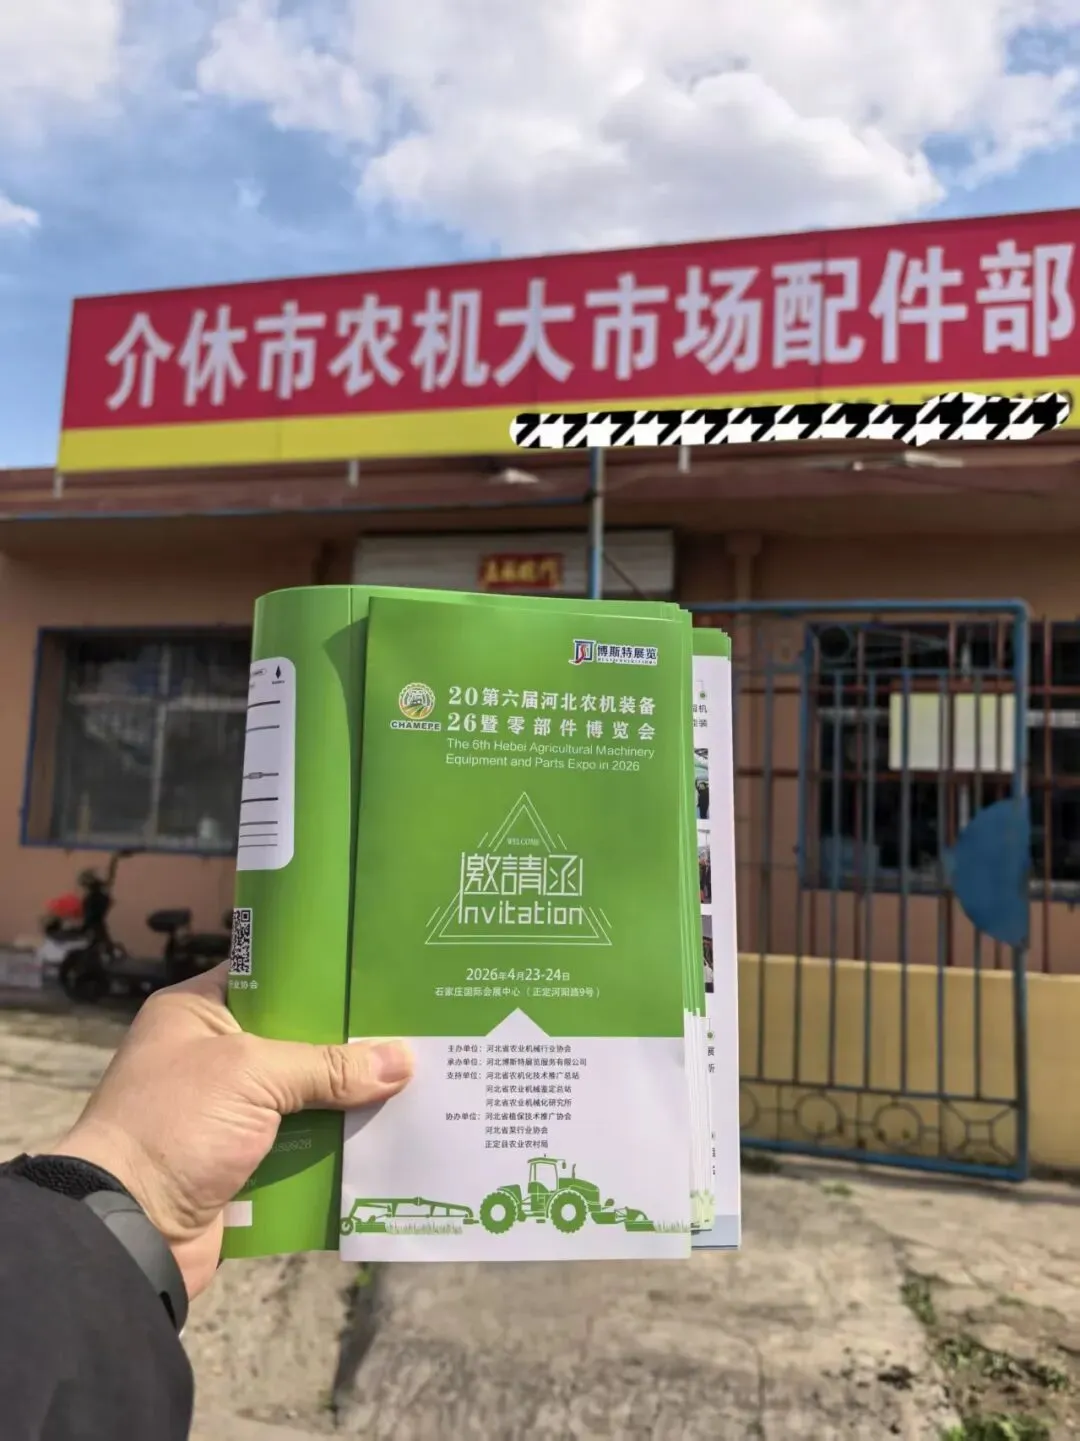 介休市农机大市场配件部
博斯特展览
CHAMEPE
20第六届河北农机装备
26暨零部件博览会
The 6th Hebei Agricultural Machinery
Equipment and Parts Expo in 2026
WELCOME
邀請函
Invitation
2026年4月23-24日
石家庄国际会展中心（正定河阳路9号）
主办单位：河北省农业机械行业协会
承办单位：河北博斯特展览服务有限公司
支持单位：河北省农机化技术推广总站
河北省农业机械鉴定总站
河北省农业机械化研究所
协办单位：河北省植保技术推广协会
河北省泵行业协会
正定县农业农村局